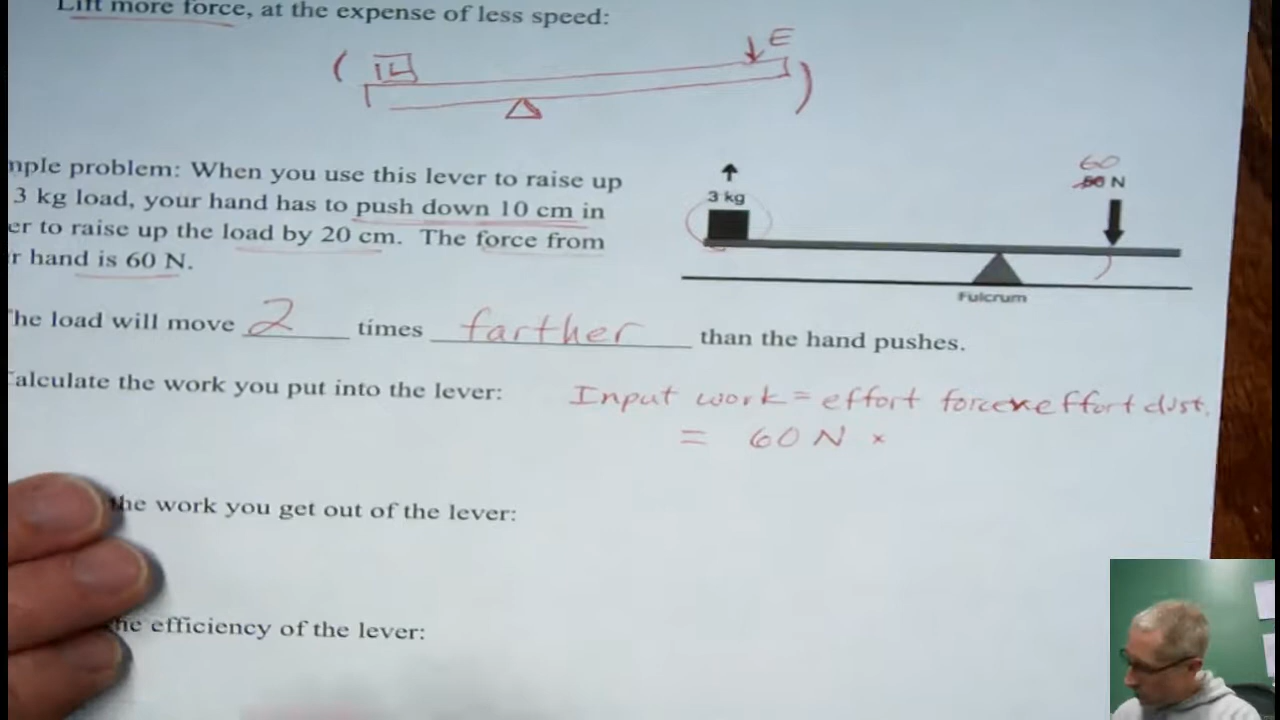 Lift more force, at the expense of less speed:
L
E
mple problem: When you use this lever to raise up
3 kg load, your hand has to push down 10 cm in
er to raise up the load by 20 cm. The force from
r hand is 60 N.
3 kg
60
N
Fulcrum
he load will move 2 times farther than the hand pushes.
alculate the work you put into the lever:
Input work = effort force x effort dist.
= 60 N ×
the work you get out of the lever:
he efficiency of the lever: